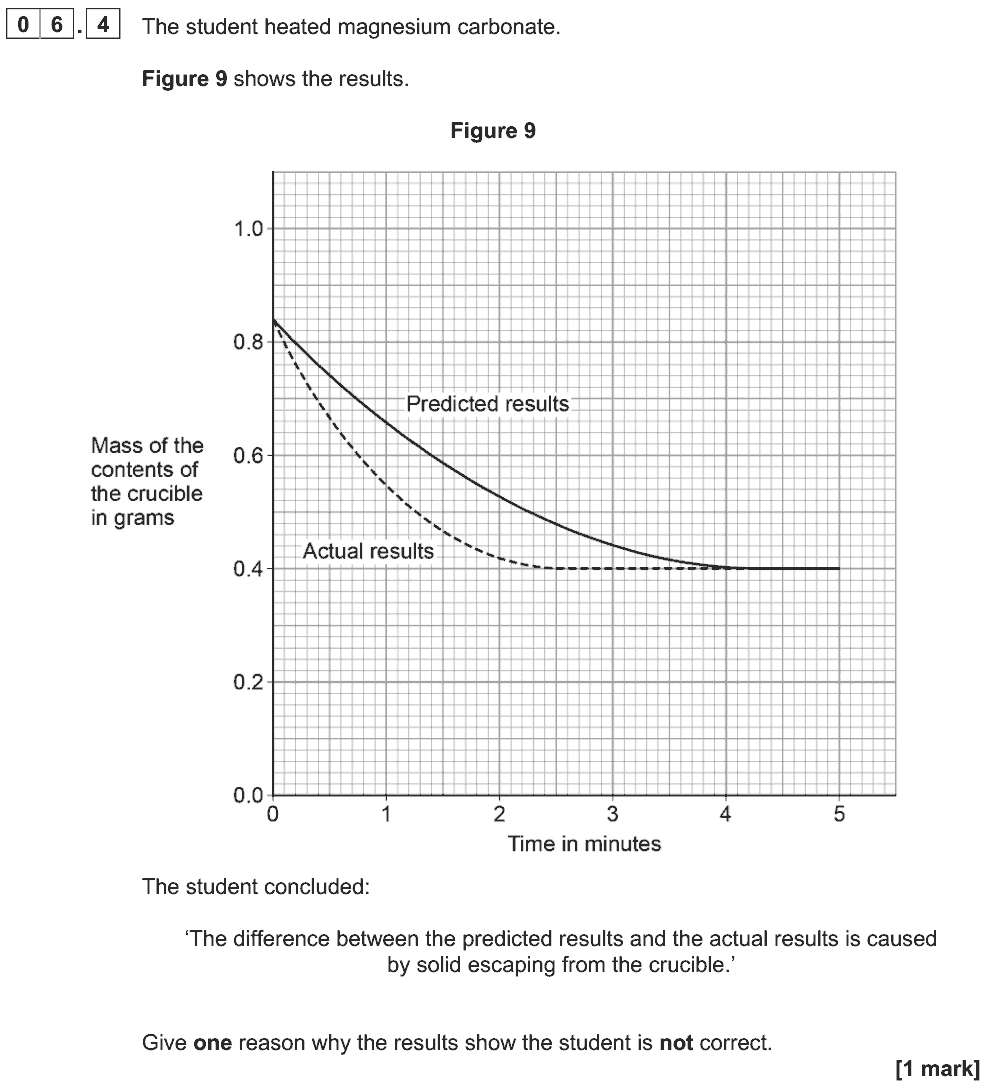 06.4 The student heated magnesium carbonate.
Figure 9 shows the results.
Figure 9
1.0
0.8
Predicted results
Mass of the
contents of
the crucible
in grams
0.6
Actual results
0.4
0.2
0.0
0 1 2 3 4 5
Time in minutes
The student concluded:
‘The difference between the predicted results and the actual results is caused
by solid escaping from the crucible.’
Give one reason why the results show the student is not correct.
[1 mark]